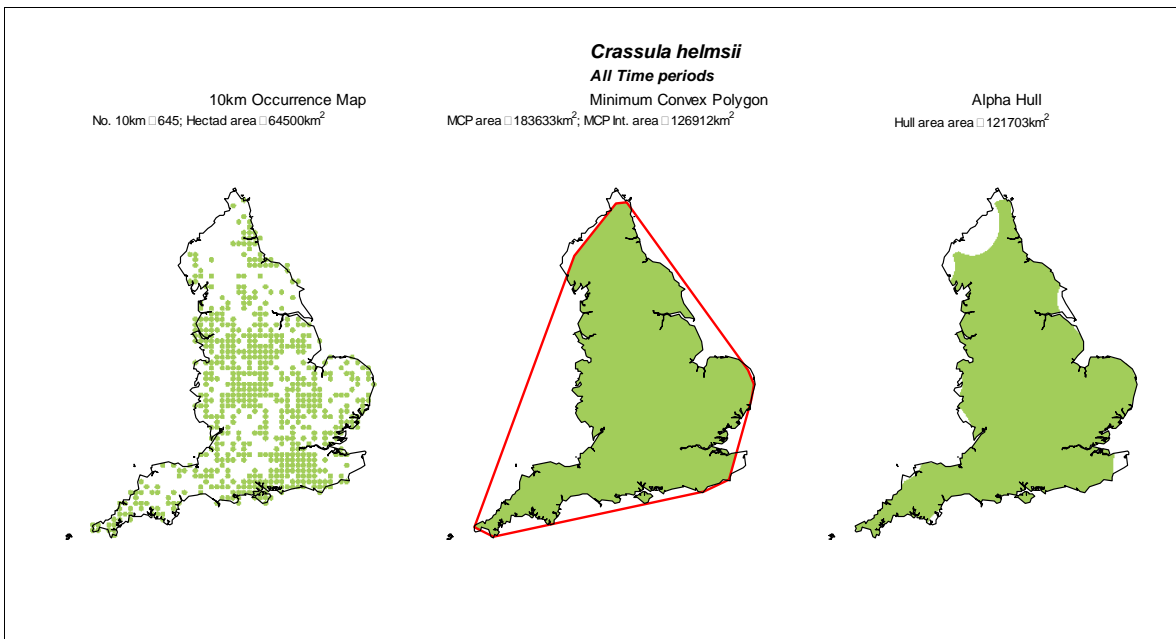 Crassula helmsii
All Time periods
10km Occurrence Map
No. 10km □ 645; Hectad area □ 64500km²
Minimum Convex Polygon
MCP area □ 183633km²; MCP Int. area □ 126912km²
Alpha Hull
Hull area area □ 121703km²